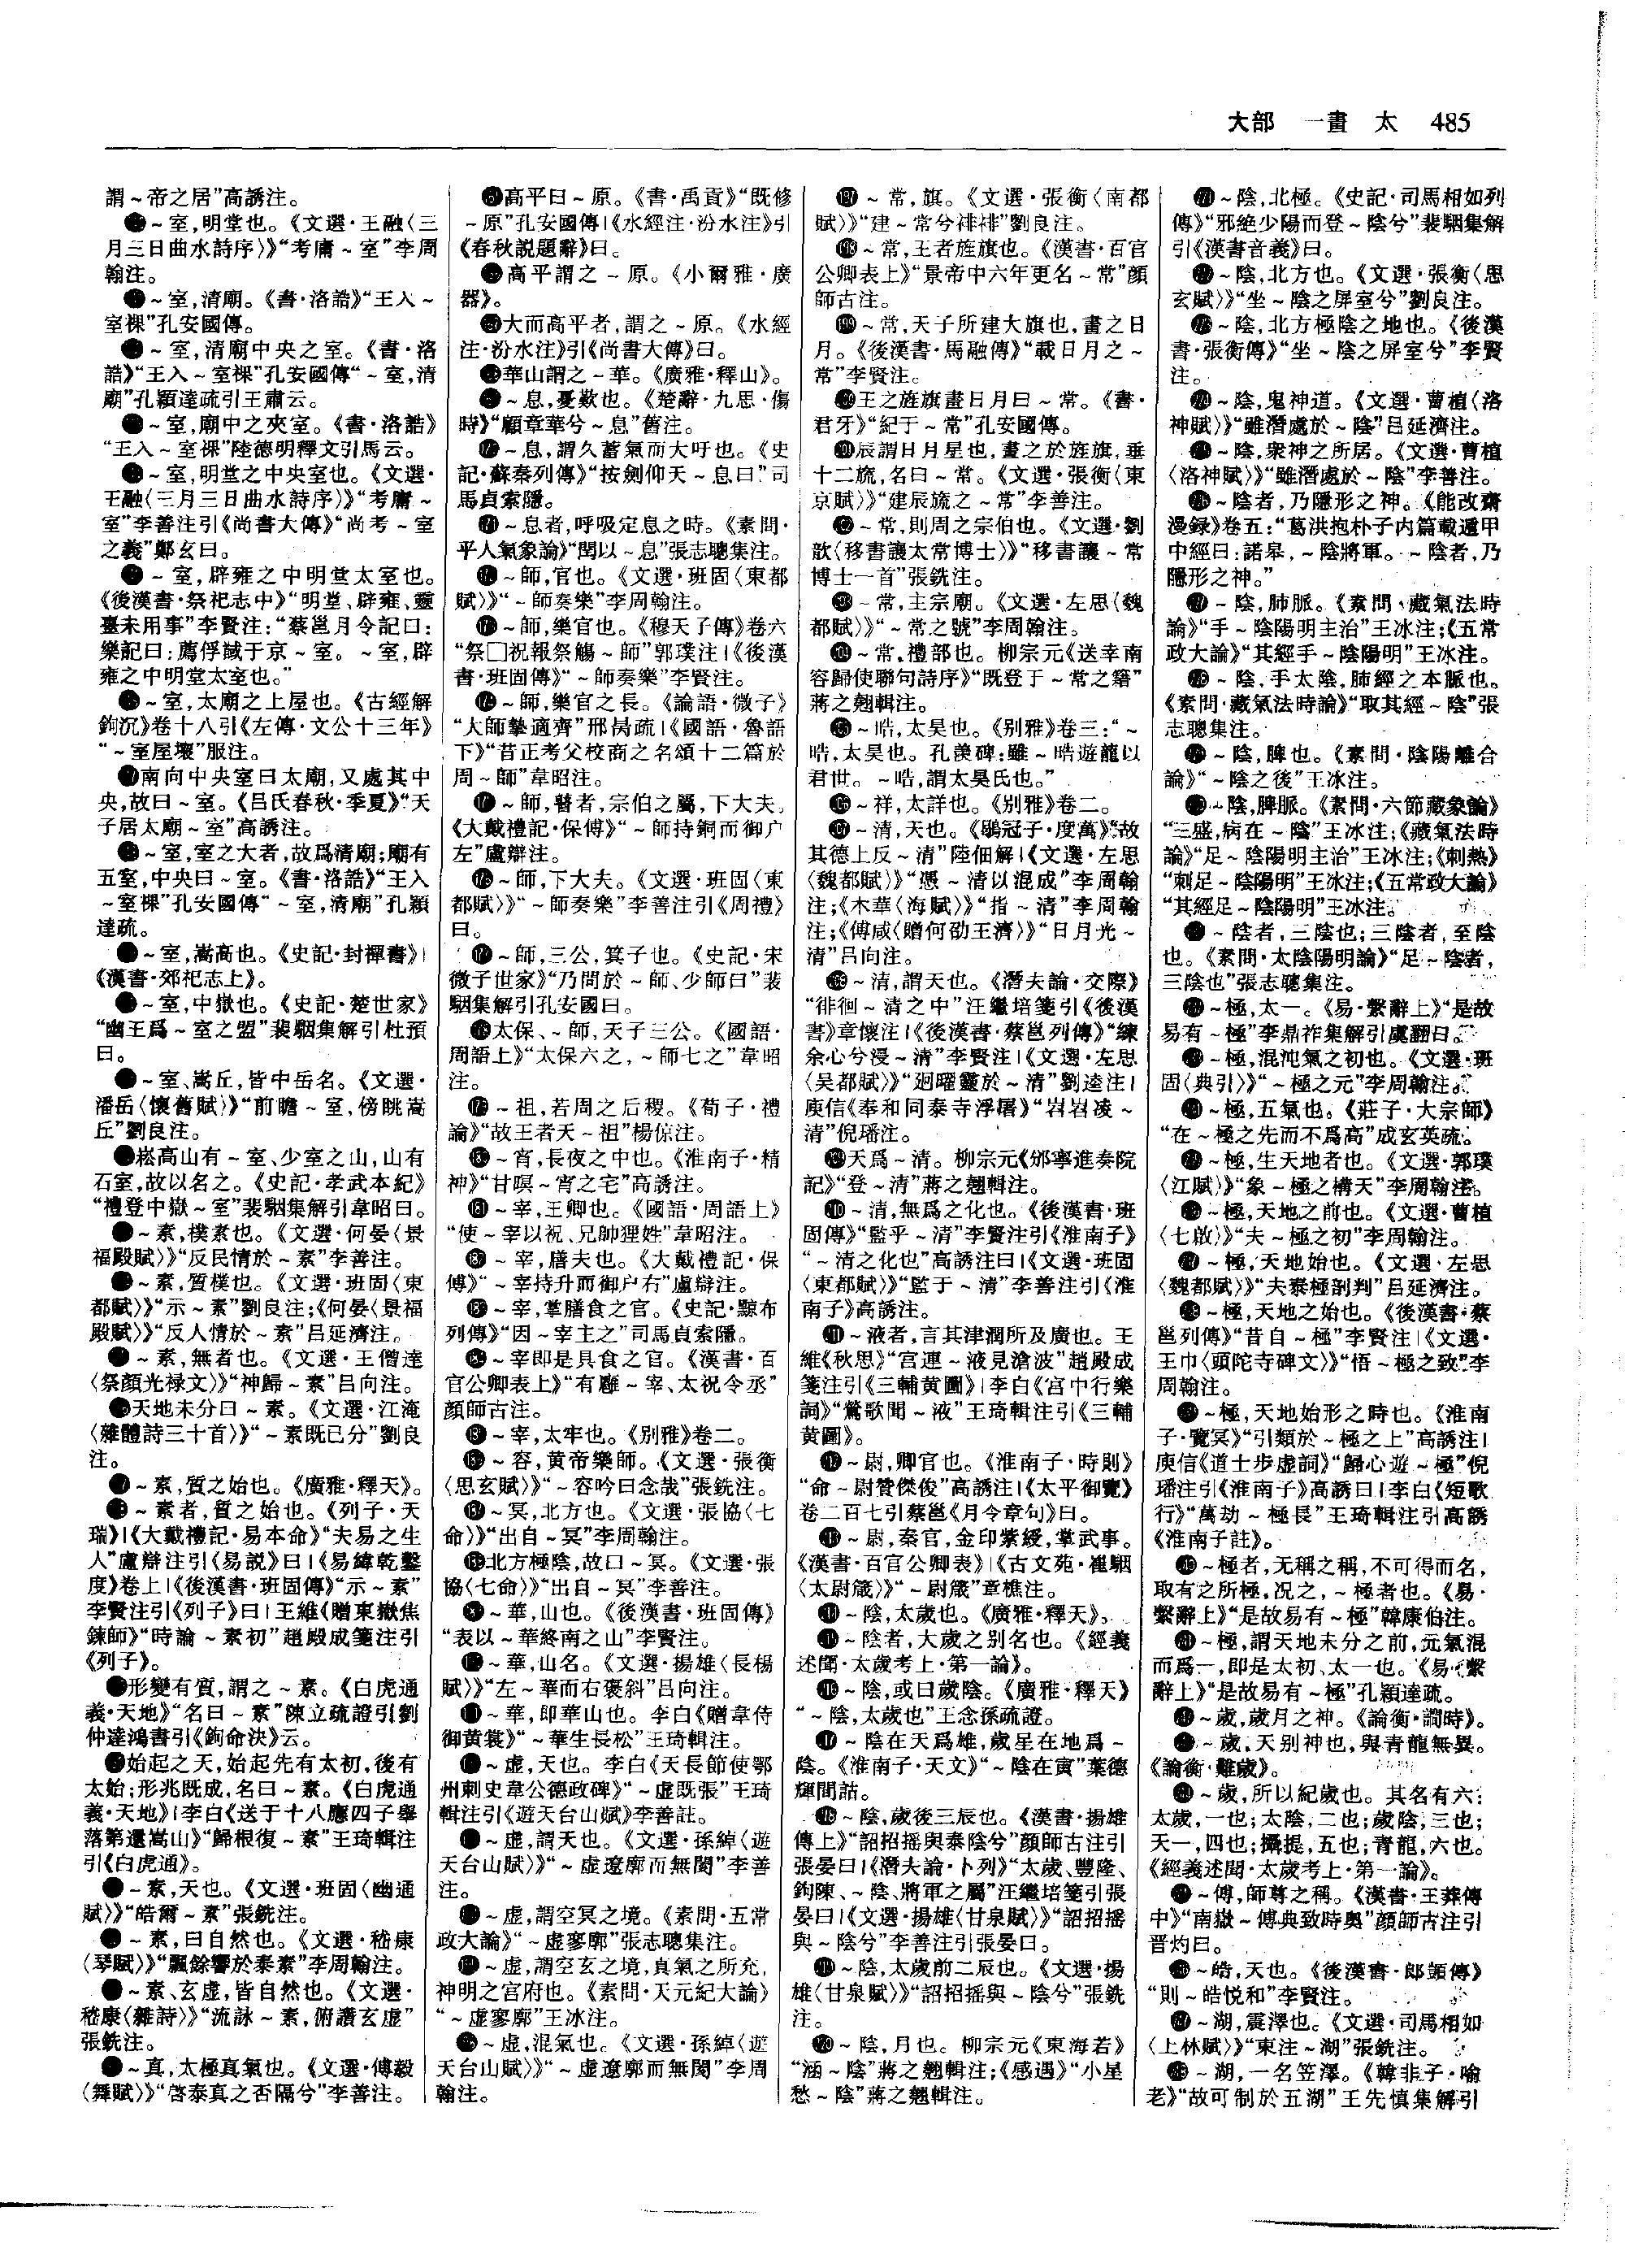 大部 一畫 太 485
謂～帝之居”高誘注。
～室,明堂也。《文選·王融〈三
月三日曲水詩序〉》“考庸～室”李周
翰注。
～室,清廟。《書·洛誥》“王入～
室祼”孔安國傳。
～室,清廟中央之室。《書·洛
誥》“王入～室祼”孔安國傳“～室,清
廟”孔穎達疏引王肅云。
～室,廟中之夾室。《書·洛誥》
“王入～室祼”陸德明釋文引馬云。
～室,明堂之中央室也。《文選·
王融〈三月三日曲水詩序〉》“考庸～
室”李善注引《尚書大傳》“尚考～室
之義”鄭玄曰。
～室,辟雍之中明堂太室也。
《後漢書·祭祀志中》“明堂、辟雍、靈
臺未用事”李賢注:“蔡邕月令記曰:
樂記曰:薦俘馘于京～室。～室,辟
雍之中明堂太室也。”
～室,太廟之上屋也。《古經解
鉤沉》卷十八引《左傳·文公十三年》
“～室屋壞”服注。
南向中央室曰太廟,又處其中
央,故曰～室。《吕氏春秋·季夏》“天
子居太廟～室”高誘注。
～室,室之大者,故爲清廟;廟有
五室,中央曰～室。《書·洛誥》“王入
～室祼”孔安國傳“～室,清廟”孔穎
達疏。
～室,嵩高也。《史記·封禪書》|
《漢書·郊祀志上》。
～室,中嶽也。《史記·楚世家》
“幽王爲～室之盟”裴駰集解引杜預
曰。
～室、嵩丘,皆中岳名。《文選·
潘岳〈懷舊賦〉》“前瞻～室,傍眺嵩
丘”劉良注。
崧高山有～室、少室之山,山有
石室,故以名之。《史記·孝武本紀》
“禮登中嶽～室”裴駰集解引韋昭曰。
～素,樸素也。《文選·何晏〈景
福殿賦〉》“反民情於～素”李善注。
～素,質樸也。《文選·班固〈東
都賦〉》“示～素”劉良注;《何晏〈景福
殿賦〉》“反人情於～素”吕延濟注。
～素,無者也。《文選·王僧達
〈祭顏光禄文〉》“神歸～素”吕向注。
天地未分曰～素。《文選·江淹
〈雜體詩三十首〉》“～素既已分”劉良
注。
～素,質之始也。《廣雅·釋天》。
～素者,質之始也。《列子·天
瑞》|《大戴禮記·易本命》“夫易之生
人”盧辯注引《易説》曰|《易緯乾鑿
度》卷上|《後漢書·班固傳》“示～素”
李賢注引《列子》曰|王維《贈東嶽焦
鍊師》“時論～素初”趙殿成箋注引
《列子》。
形變有質,謂之～素。《白虎通
義·天地》“名曰～素”陳立疏證引劉
仲達鴻書引《鉤命決》云。
始起之天,始起先有太初,後有
太始;形兆既成,名曰～素。《白虎通
義·天地》|李白《送于十八應四子舉
落第還嵩山》“歸根復～素”王琦輯注
引《白虎通》。
～素,天也。《文選·班固〈幽通
賦〉》“皓爾～素”張銑注。
～素,曰自然也。《文選·嵇康
〈琴賦〉》“飄餘響於泰素”李周翰注。
～素、玄虚,皆自然也。《文選·
嵇康〈雜詩〉》“流詠～素,俯讚玄虚”
張銑注。
～真,太極真氣也。《文選·傅毅
〈舞賦〉》“啓泰真之否隔兮”李善注。
高平曰～原。《書·禹貢》“既修
～原”孔安國傳|《水經注·汾水注》引
《春秋説題辭》曰。
高平謂之～原。《小爾雅·廣
器》。
大而高平者,謂之～原。《水經
注·汾水注》引《尚書大傳》曰。
華山謂之～華。《廣雅·釋山》。
～息,憂歎也。《楚辭·九思·傷
時》“顧章華兮～息”舊注。
～息,謂久蓄氣而大吁也。《史
記·蘇秦列傳》“按劍仰天～息曰”司
馬貞索隱。
～息者,呼吸定息之時。《素問·
平人氣象論》“閏以～息”張志聰集注。
～師,官也。《文選·班固〈東都
賦〉》“～師奏樂”李周翰注。
～師,樂官也。《穆天子傳》卷六
“祭□祝報祭觴～師”郭璞注|《後漢
書·班固傳》“～師奏樂”李賢注。
～師,樂官之長。《論語·微子》
“大師摯適齊”邢昺疏|《國語·魯語
下》“昔正考父校商之名頌十二篇於
周～師”韋昭注。
～師,瞽者,宗伯之屬,下大夫。
《大戴禮記·保傅》“～師持銅而御户
左”盧辯注。
～師,下大夫。《文選·班固〈東
都賦〉》“～師奏樂”李善注引《周禮》
曰。
～師,三公,箕子也。《史記·宋
微子世家》“乃問於～師、少師曰”裴
駰集解引孔安國曰。
太保、～師,天子三公。《國語·
周語上》“太保六之,～師七之”韋昭
注。
～祖,若周之后稷。《荀子·禮
論》“故王者天～祖”楊倞注。
～宵,長夜之中也。《淮南子·精
神》“甘暝～宵之宅”高誘注。
～宰,王卿也。《國語·周語上》
“使～宰以祝、兄帥狸姓”韋昭注。
～宰,膳夫也。《大戴禮記·保
傅》“～宰持升而御户右”盧辯注。
～宰,掌膳食之官。《史記·黥布
列傳》“因～宰主之”司馬貞索隱。
～宰即是具食之官。《漢書·百
官公卿表上》“有雝～宰、太祝令丞”
顏師古注。
～宰,太牢也。《别雅》卷二。
～容,黄帝樂師。《文選·張衡
〈思玄賦〉》“～容吟曰念哉”張銑注。
～冥,北方也。《文選·張協〈七
命〉》“出自～冥”李周翰注。
北方極陰,故曰～冥。《文選·張
協〈七命〉》“出自～冥”李善注。
～華,山也。《後漢書·班固傳》
“表以～華終南之山”李賢注。
～華,山名。《文選·揚雄〈長楊
賦〉》“左～華而右褒斜”吕向注。
～華,即華山也。李白《贈韋侍
御黄裳》“～華生長松”王琦輯注。
～虚,天也。李白《天長節使鄂
州刺史韋公德政碑》“～虚既張”王琦
輯注引《遊天台山賦》李善註。
～虚,謂天也。《文選·孫綽〈遊
天台山賦〉》“～虚遼廓而無閡”李善
注。
～虚,謂空冥之境。《素問·五常
政大論》“～虚寥廓”張志聰集注。
～虚,謂空玄之境,真氣之所充,
神明之宫府也。《素問·天元紀大論》
“～虚寥廓”王冰注。
～虚,混氣也。《文選·孫綽〈遊
天台山賦〉》“～虚遼廓而無閡”李周
翰注。
～常,旗。《文選·張衡〈南都
賦〉》“建～常兮裶裶”劉良注。
～常,王者旌旗也。《漢書·百官
公卿表上》“景帝中六年更名～常”顏
師古注。
～常,天子所建大旗也,畫之日
月。《後漢書·馬融傳》“載日月之～
常”李賢注。
王之旌旗畫日月曰～常。《書·
君牙》“紀于～常”孔安國傳。
辰謂日月星也,畫之於旌旗,垂
十二旒,名曰～常。《文選·張衡〈東
京賦〉》“建辰旒之～常”李善注。
～常,則周之宗伯也。《文選·劉
歆〈移書讓太常博士〉》“移書讓～常
博士一首”張銑注。
～常,主宗廟。《文選·左思〈魏
都賦〉》“～常之號”李周翰注。
～常,禮部也。柳宗元《送幸南
容歸使聯句詩序》“既登于～常之籍”
蔣之翹輯注。
～皓,太昊也。《别雅》卷三:“～
皓,太昊也。孔羡碑:雖～皓遊龍以
君世。～皓,謂太昊氏也。”
～祥,太詳也。《别雅》卷二。
～清,天也。《鶡冠子·度萬》“故
其德上反～清”陸佃解|《文選·左思
〈魏都賦〉》“憑～清以混成”李周翰
注;《木華〈海賦〉》“指～清”李周翰
注;《傅咸〈贈何劭王濟〉》“日月光～
清”吕向注。
～清,謂天也。《潛夫論·交際》
“徘徊～清之中”汪繼培箋引《後漢
書》章懷注|《後漢書·蔡邕列傳》“練
余心兮浸～清”李賢注|《文選·左思
〈吴都賦〉》“迴曜靈於～清”劉逵注|
庾信《奉和同泰寺浮屠》“岧岧凌～
清”倪璠注。
天爲～清。柳宗元《邠寧進奏院
記》“登～清”蔣之翹輯注。
～清,無爲之化也。《後漢書·班
固傳》“監乎～清”李賢注引《淮南子》
“～清之化也”高誘注曰|《文選·班固
〈東都賦〉》“監于～清”李善注引《淮
南子》高誘注。
～液者,言其津潤所及廣也。王
維《秋思》“宫連～液見滄波”趙殿成
箋注引《三輔黄圖》|李白《宫中行樂
詞》“鶯歌聞～液”王琦輯注引《三輔
黄圖》。
～尉,卿官也。《淮南子·時則》
“命～尉贊傑俊”高誘注|《太平御覽》
卷二百七引蔡邕《月令章句》曰。
～尉,秦官,金印紫綬,掌武事。
《漢書·百官公卿表》|《古文苑·崔駰
〈太尉箴〉》“～尉箴”章樵注。
～陰,太歲也。《廣雅·釋天》。
～陰者,大歲之别名也。《經義
述聞·太歲考上·第一論》。
～陰,或曰歲陰。《廣雅·釋天》
“～陰,太歲也”王念孫疏證。
～陰在天爲雄,歲星在地爲～
陰。《淮南子·天文》“～陰在寅”葉德
輝間詁。
～陰,歲後三辰也。《漢書·揚雄
傳上》“詔招摇與泰陰兮”顏師古注引
張晏曰|《潛夫論·卜列》“太歲、豐隆、
鉤陳、～陰、將軍之屬”汪繼培箋引張
晏曰|《文選·揚雄〈甘泉賦〉》“詔招摇
與～陰兮”李善注引張晏曰。
～陰,太歲前二辰也。《文選·揚
雄〈甘泉賦〉》“詔招摇與～陰兮”張銑
注。
～陰,月也。柳宗元《東海若》
“涵～陰”蔣之翹輯注;《感遇》“小星
愁～陰”蔣之翹輯注。
～陰,北極。《史記·司馬相如列
傳》“邪絶少陽而登～陰兮”裴駰集解
引《漢書音義》曰。
～陰,北方也。《文選·張衡〈思
玄賦〉》“坐～陰之屏室兮”劉良注。
～陰,北方極陰之地也。《後漢
書·張衡傳》“坐～陰之屏室兮”李賢
注。
～陰,鬼神道。《文選·曹植〈洛
神賦〉》“雖潛處於～陰”吕延濟注。
～陰,衆神之所居。《文選·曹植
〈洛神賦〉》“雖潛處於～陰”李善注。
～陰者,乃隱形之神。《能改齋
漫録》卷五:“葛洪抱朴子内篇載遁甲
中經曰:諾皋,～陰將軍。～陰者,乃
隱形之神。”
～陰,肺脈。《素問·藏氣法時
論》“手～陰陽明主治”王冰注;《五常
政大論》“其經手～陰陽明”王冰注。
～陰,手太陰,肺經之本脈也。
《素問·藏氣法時論》“取其經～陰”張
志聰集注。
～陰,脾也。《素問·陰陽離合
論》“～陰之後”王冰注。
～陰,脾脈。《素問·六節藏象論》
“三盛,病在～陰”王冰注;《藏氣法時
論》“足～陰陽明主治”王冰注;《刺熱》
“刺足～陰陽明”王冰注;《五常政大論》
“其經足～陰陽明”王冰注。
～陰者,三陰也;三陰者,至陰
也。《素問·太陰陽明論》“足～陰者,
三陰也”張志聰集注。
～極,太一。《易·繫辭上》“是故
易有～極”李鼎祚集解引虞翻曰。
～極,混沌氣之初也。《文選·班
固〈典引〉》“～極之元”李周翰注。
～極,五氣也。《莊子·大宗師》
“在～極之先而不爲高”成玄英疏。
～極,生天地者也。《文選·郭璞
〈江賦〉》“象～極之構天”李周翰注。
～極,天地之前也。《文選·曹植
〈七啟〉》“夫～極之初”李周翰注。
～極,天地始也。《文選·左思
〈魏都賦〉》“夫泰極剖判”吕延濟注。
～極,天地之始也。《後漢書·蔡
邕列傳》“昔自～極”李賢注|《文選·
王巾〈頭陀寺碑文〉》“悟～極之致”李
周翰注。
～極,天地始形之時也。《淮南
子·覽冥》“引類於～極之上”高誘注|
庾信《道士步虚詞》“歸心遊～極”倪
璠注引《淮南子》高誘曰|李白《短歌
行》“萬劫～極長”王琦輯注引高誘
《淮南子註》。
～極者,无稱之稱,不可得而名,
取有之所極,况之,～極者也。《易·
繫辭上》“是故易有～極”韓康伯注。
～極,謂天地未分之前,元氣混
而爲一,即是太初、太一也。《易·繫
辭上》“是故易有～極”孔穎達疏。
～歲,歲月之神。《論衡·譋時》。
～歲,天别神也,與青龍無異。
《論衡·難歲》。
～歲,所以紀歲也。其名有六:
太歲,一也;太陰,二也;歲陰,三也;
天一,四也;攝提,五也;青龍,六也。
《經義述聞·太歲考上·第一論》。
～傅,師尊之稱。《漢書·王莽傳
中》“南嶽～傅典致時奥”顏師古注引
晋灼曰。
～皓,天也。《後漢書·郎顗傳》
“則～皓悦和”李賢注。
～湖,震澤也。《文選·司馬相如
〈上林賦〉》“東注～湖”張銑注。
～湖,一名笠澤。《韓非子·喻
老》“故可制於五湖”王先慎集解引